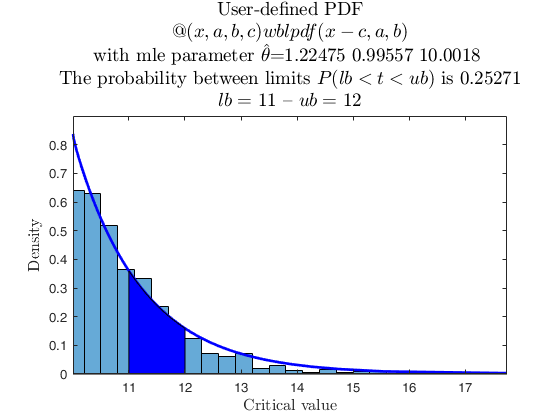 User-defined PDF
@(x, a, b, c)wblpdf(x − c, a, b)
with mle parameter θ̂=1.22475 0.99557 10.0018
The probability between limits P(lb < t < ub) is 0.25271
lb = 11 – ub = 12
0.8
0.7
0.6
0.5
0.4
0.3
0.2
0.1
0
Density
11 12 13 14 15 16 17
Critical value